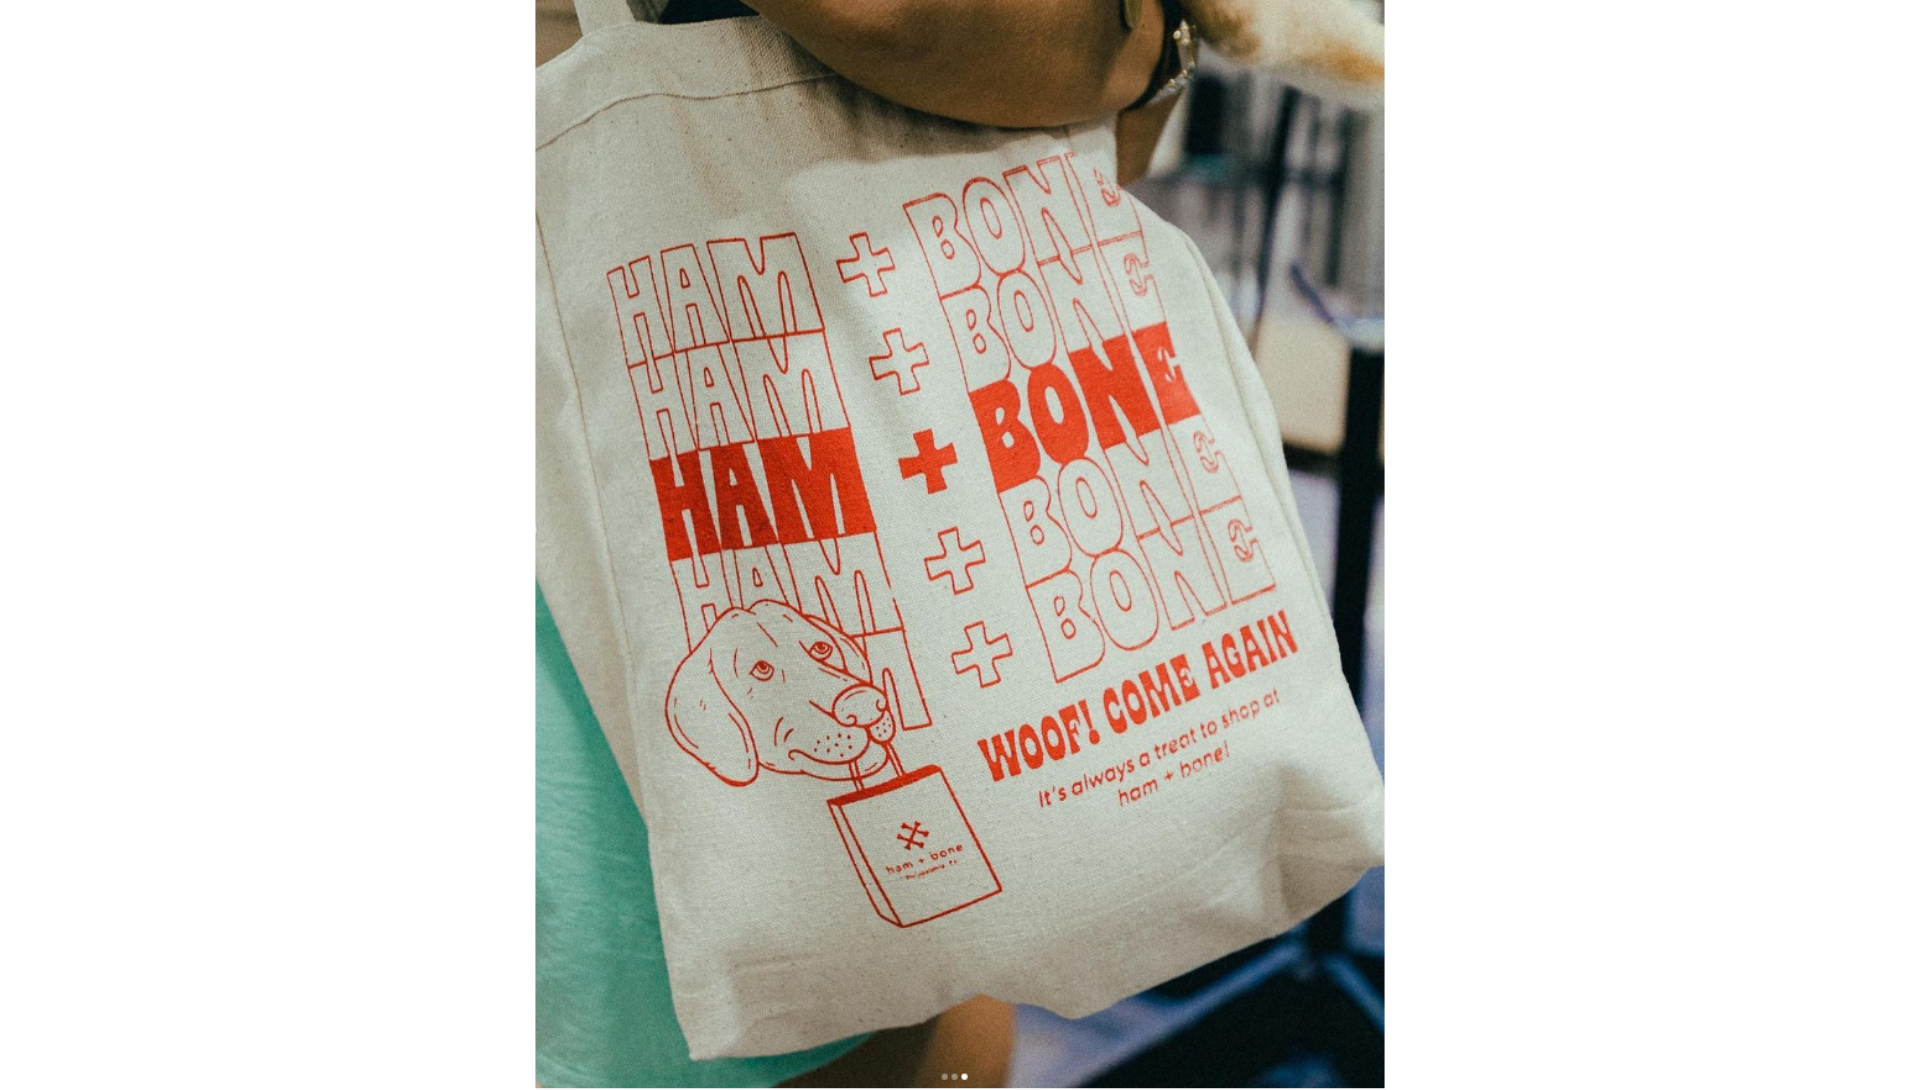 HAM + BONE
HAM + BONE
HAM + BONE
HAM + BONE
M + BONE
WOOF! COME AGAIN
It's always a treat to shop at
ham + bone!
ham + bone